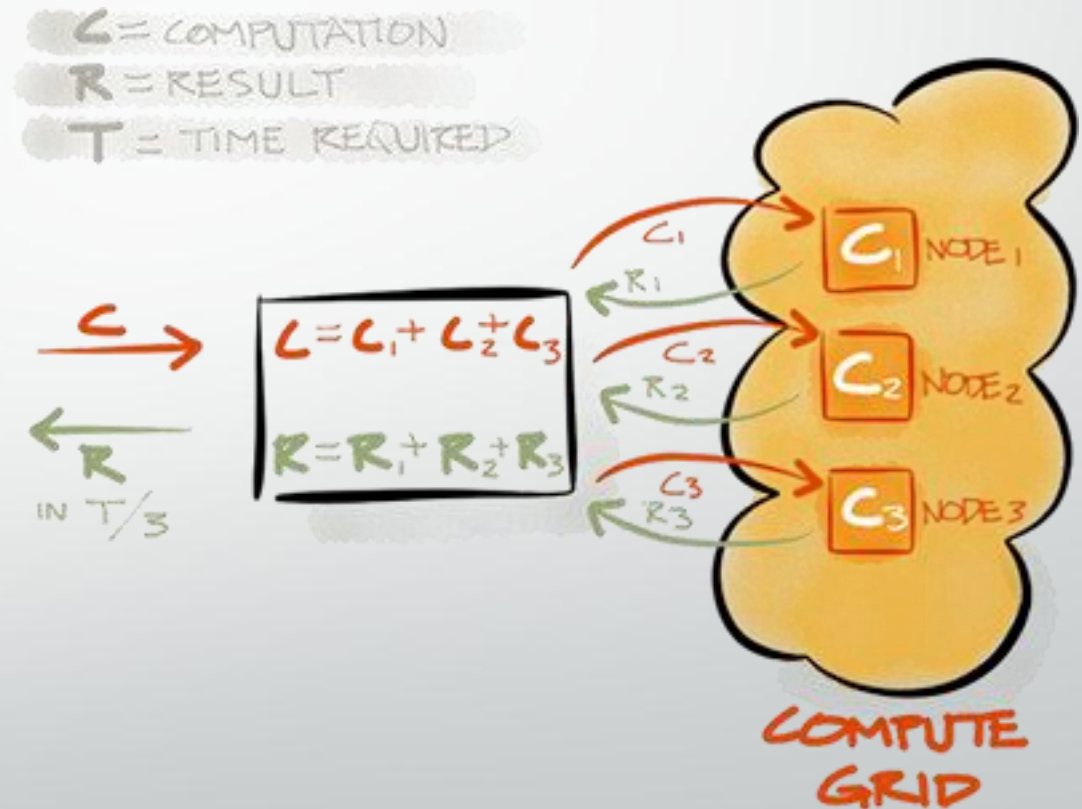 C = COMPUTATION
R = RESULT
T = TIME REQUIRED
C
R
IN T/3
C = C₁ + C₂ + C₃
R = R₁ + R₂ + R₃
C₁
R₁
C₂
R₂
C₃
R₃
C₁ NODE 1
C₂ NODE 2
C₃ NODE 3
COMPUTE
GRID